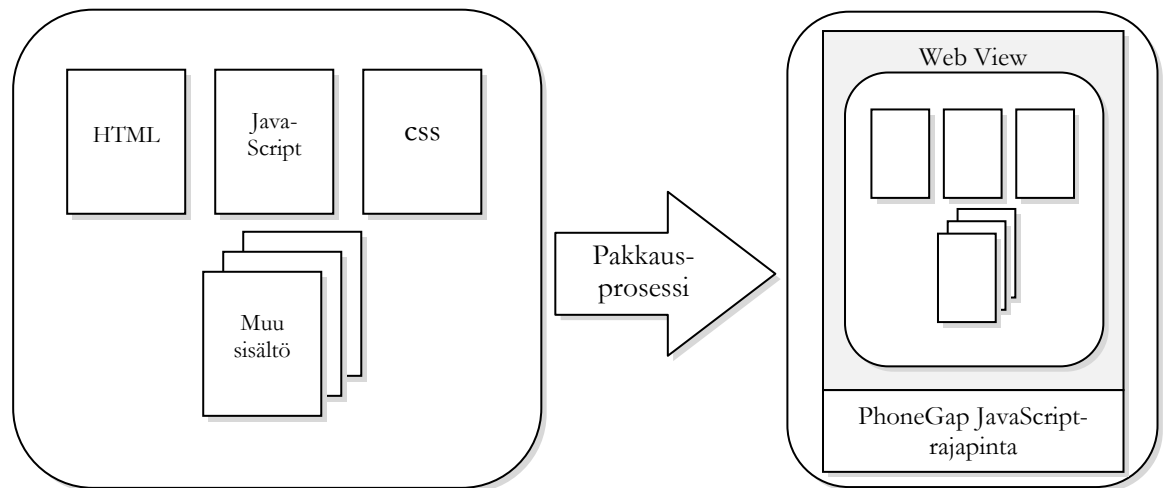 HTML
Java-
Script
css
Muu
sisältö
Pakkaus-
prosessi
Web View
PhoneGap JavaScript-
rajapinta